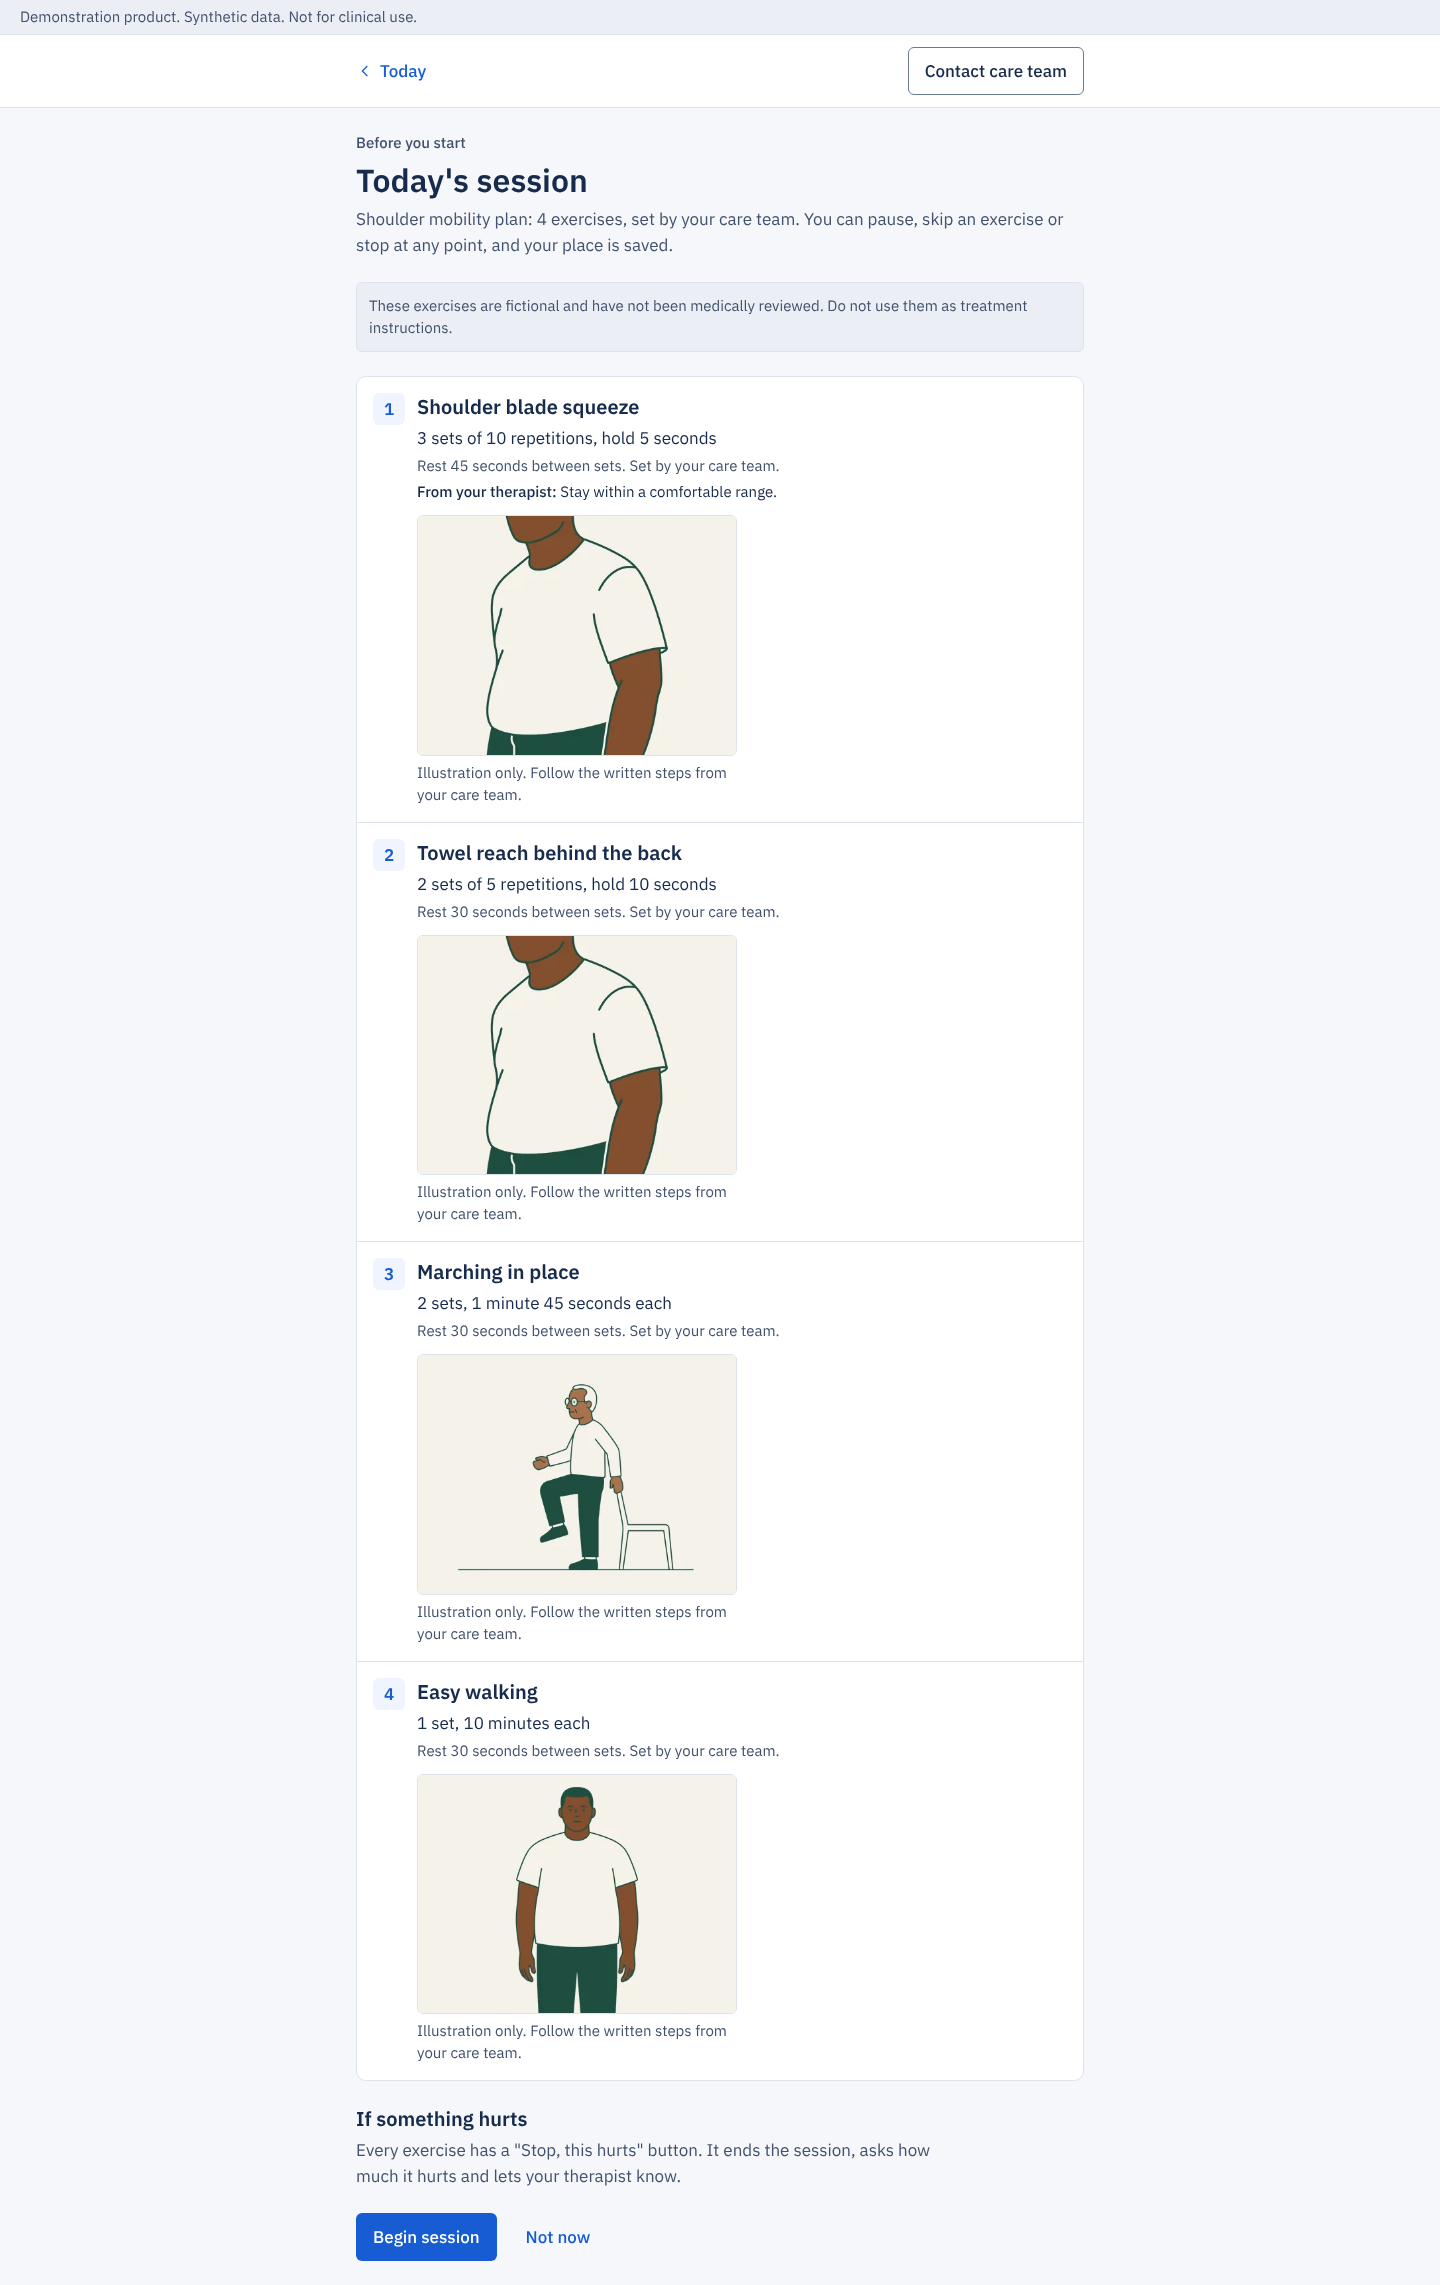 Demonstration product. Synthetic data. Not for clinical use.
Today
Contact care team
Before you start
Today's session
Shoulder mobility plan: 4 exercises, set by your care team. You can pause, skip an exercise or
stop at any point, and your place is saved.
These exercises are fictional and have not been medically reviewed. Do not use them as treatment
instructions.
1
Shoulder blade squeeze
3 sets of 10 repetitions, hold 5 seconds
Rest 45 seconds between sets. Set by your care team.
From your therapist: Stay within a comfortable range.
Illustration only. Follow the written steps from
your care team.
2
Towel reach behind the back
2 sets of 5 repetitions, hold 10 seconds
Rest 30 seconds between sets. Set by your care team.
Illustration only. Follow the written steps from
your care team.
3
Marching in place
2 sets, 1 minute 45 seconds each
Rest 30 seconds between sets. Set by your care team.
Illustration only. Follow the written steps from
your care team.
4
Easy walking
1 set, 10 minutes each
Rest 30 seconds between sets. Set by your care team.
Illustration only. Follow the written steps from
your care team.
If something hurts
Every exercise has a "Stop, this hurts" button. It ends the session, asks how
much it hurts and lets your therapist know.
Begin session
Not now